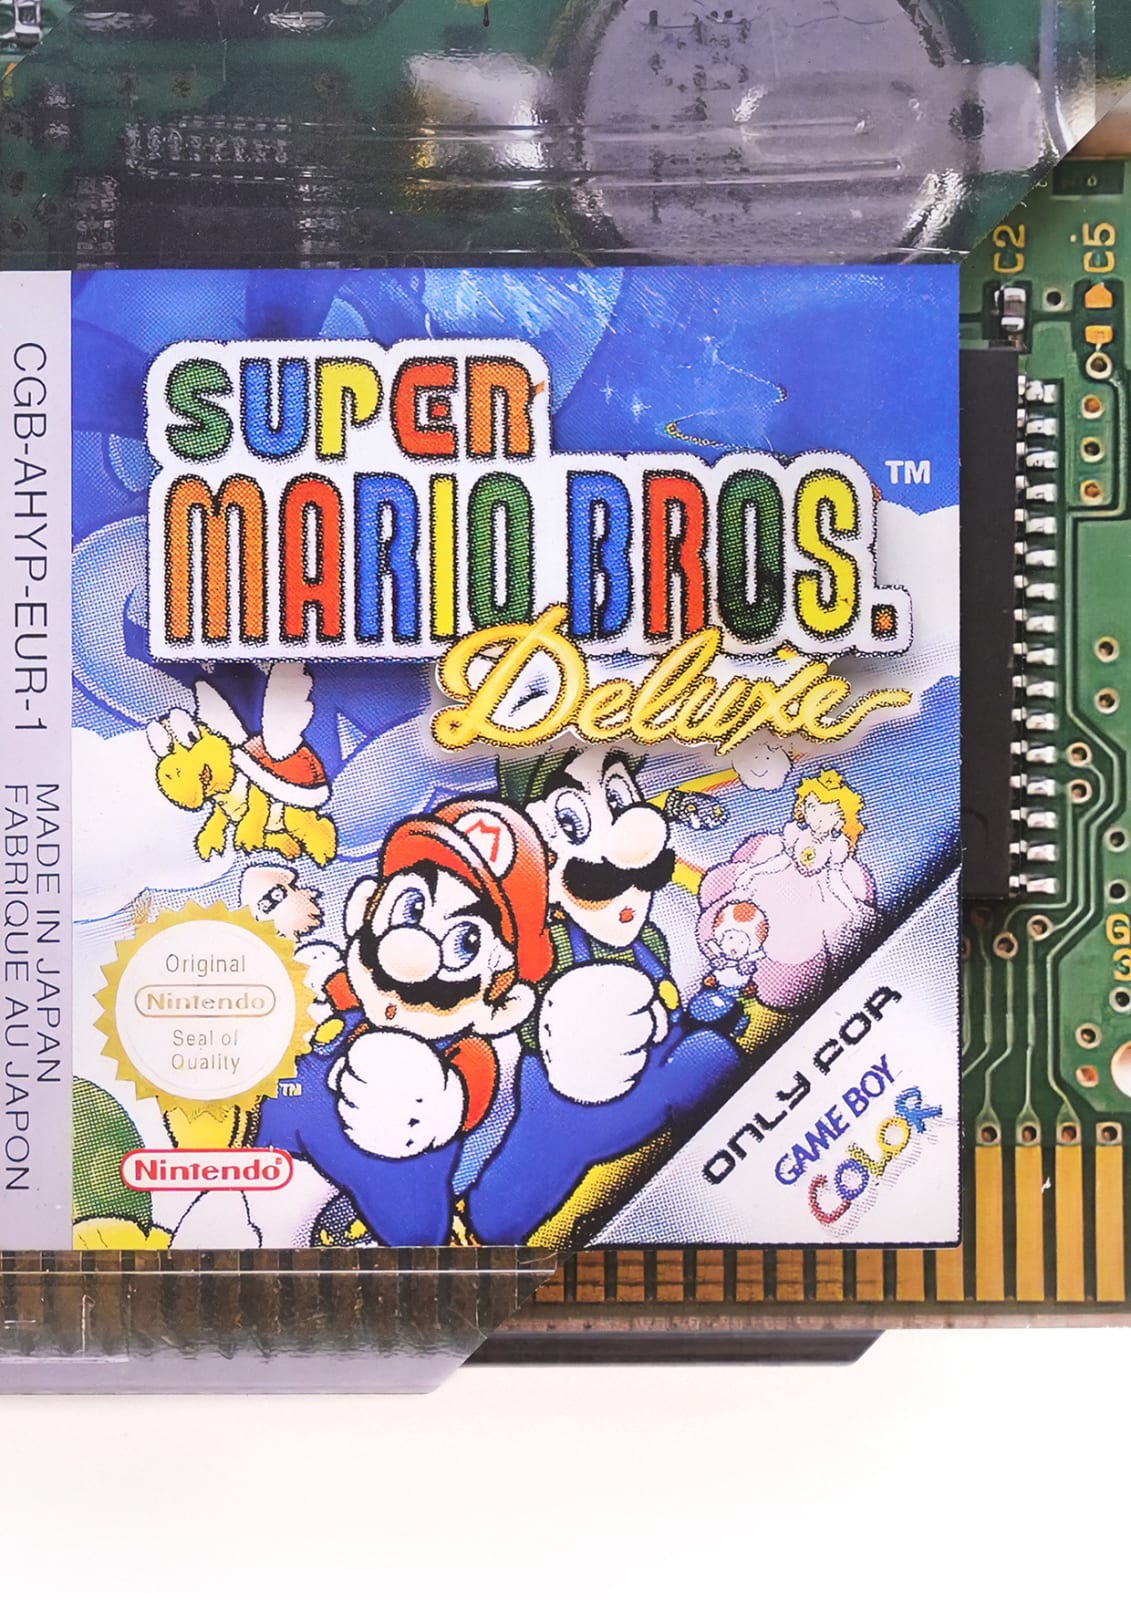 C2
C5
SUPER
MARIO BROS.
TM
Deluxe
CGB-AHYP-EUR-1
MADE IN JAPAN
FABRIQUE AU JAPON
M
Original
Nintendo
Seal of
Quality
TM
Nintendo®
ONLY FOR
GAME BOY
COLOR